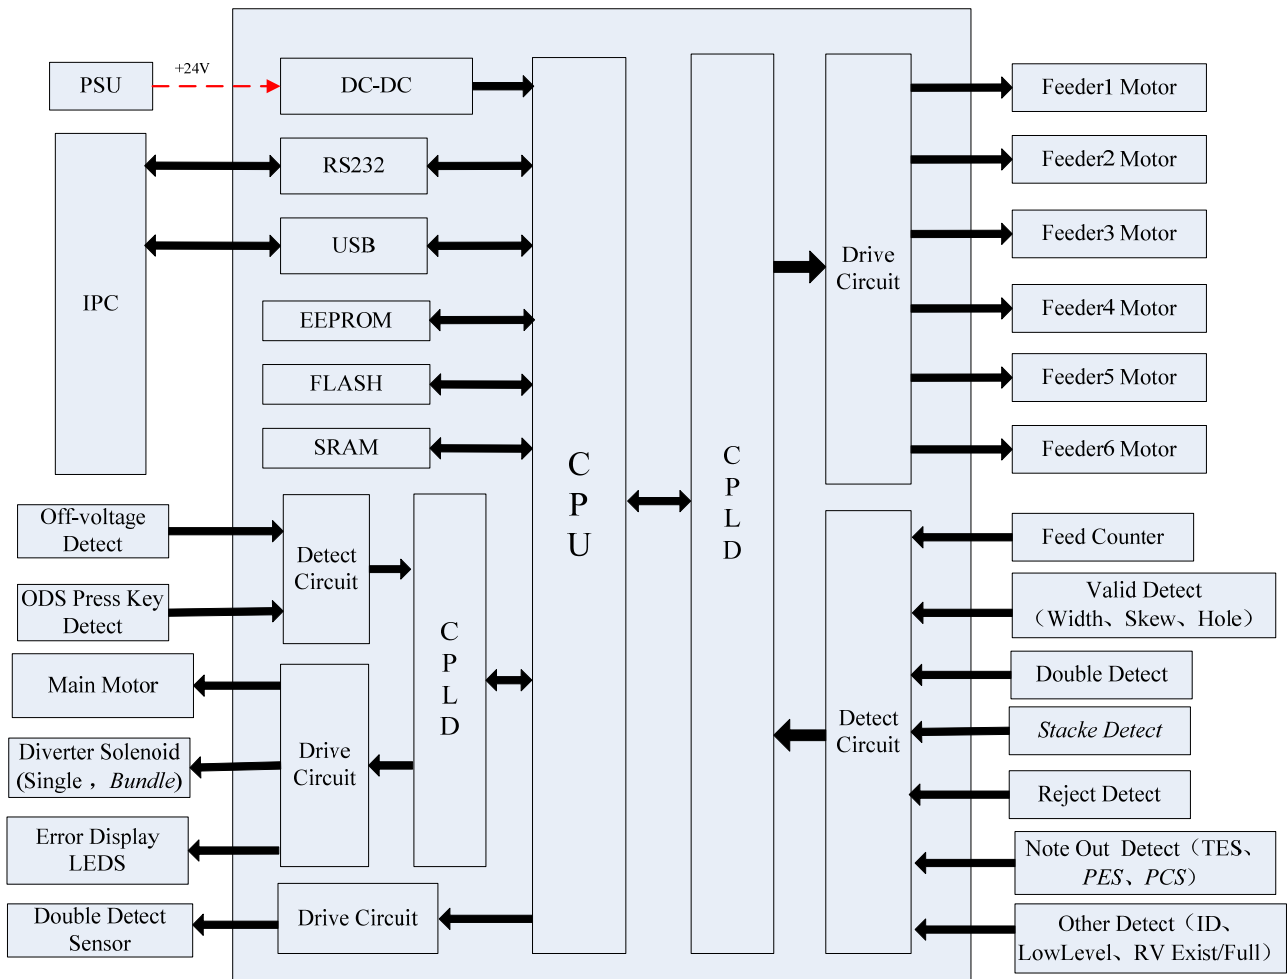 PSU
+24V
DC-DC
IPC
RS232
USB
EEPROM
FLASH
SRAM
Off-voltage
Detect
ODS Press Key
Detect
Detect
Circuit
Main Motor
Diverter Solenoid
(Single ，Bundle)
Error Display
LEDS
Drive
Circuit
Double Detect
Sensor
Drive Circuit
C
P
L
D
C
P
U
C
P
L
D
Drive
Circuit
Detect
Circuit
Feeder1 Motor
Feeder2 Motor
Feeder3 Motor
Feeder4 Motor
Feeder5 Motor
Feeder6 Motor
Feed Counter
Valid Detect
（Width、Skew、Hole）
Double Detect
Stacke Detect
Reject Detect
Note Out Detect（TES、
PES、PCS）
Other Detect（ID、
LowLevel、RV Exist/Full）